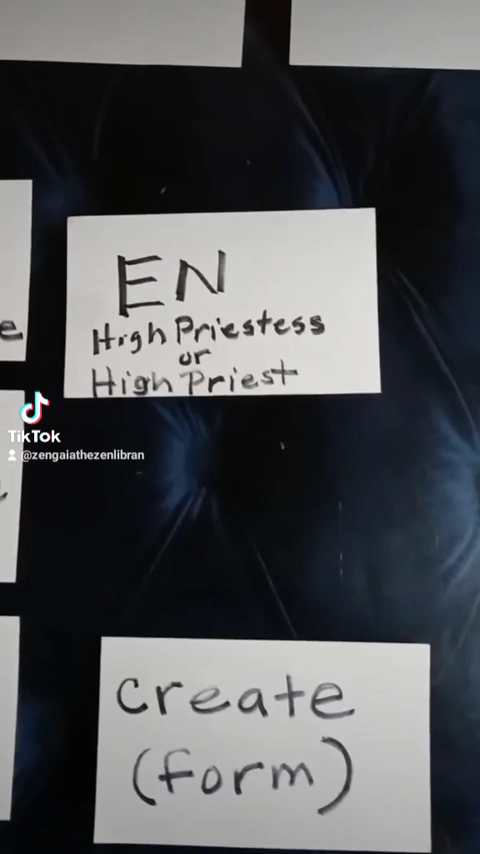 EN
High Priestess
or
High Priest
e
TikTok
@zengaiathezenlibran
create
(form)